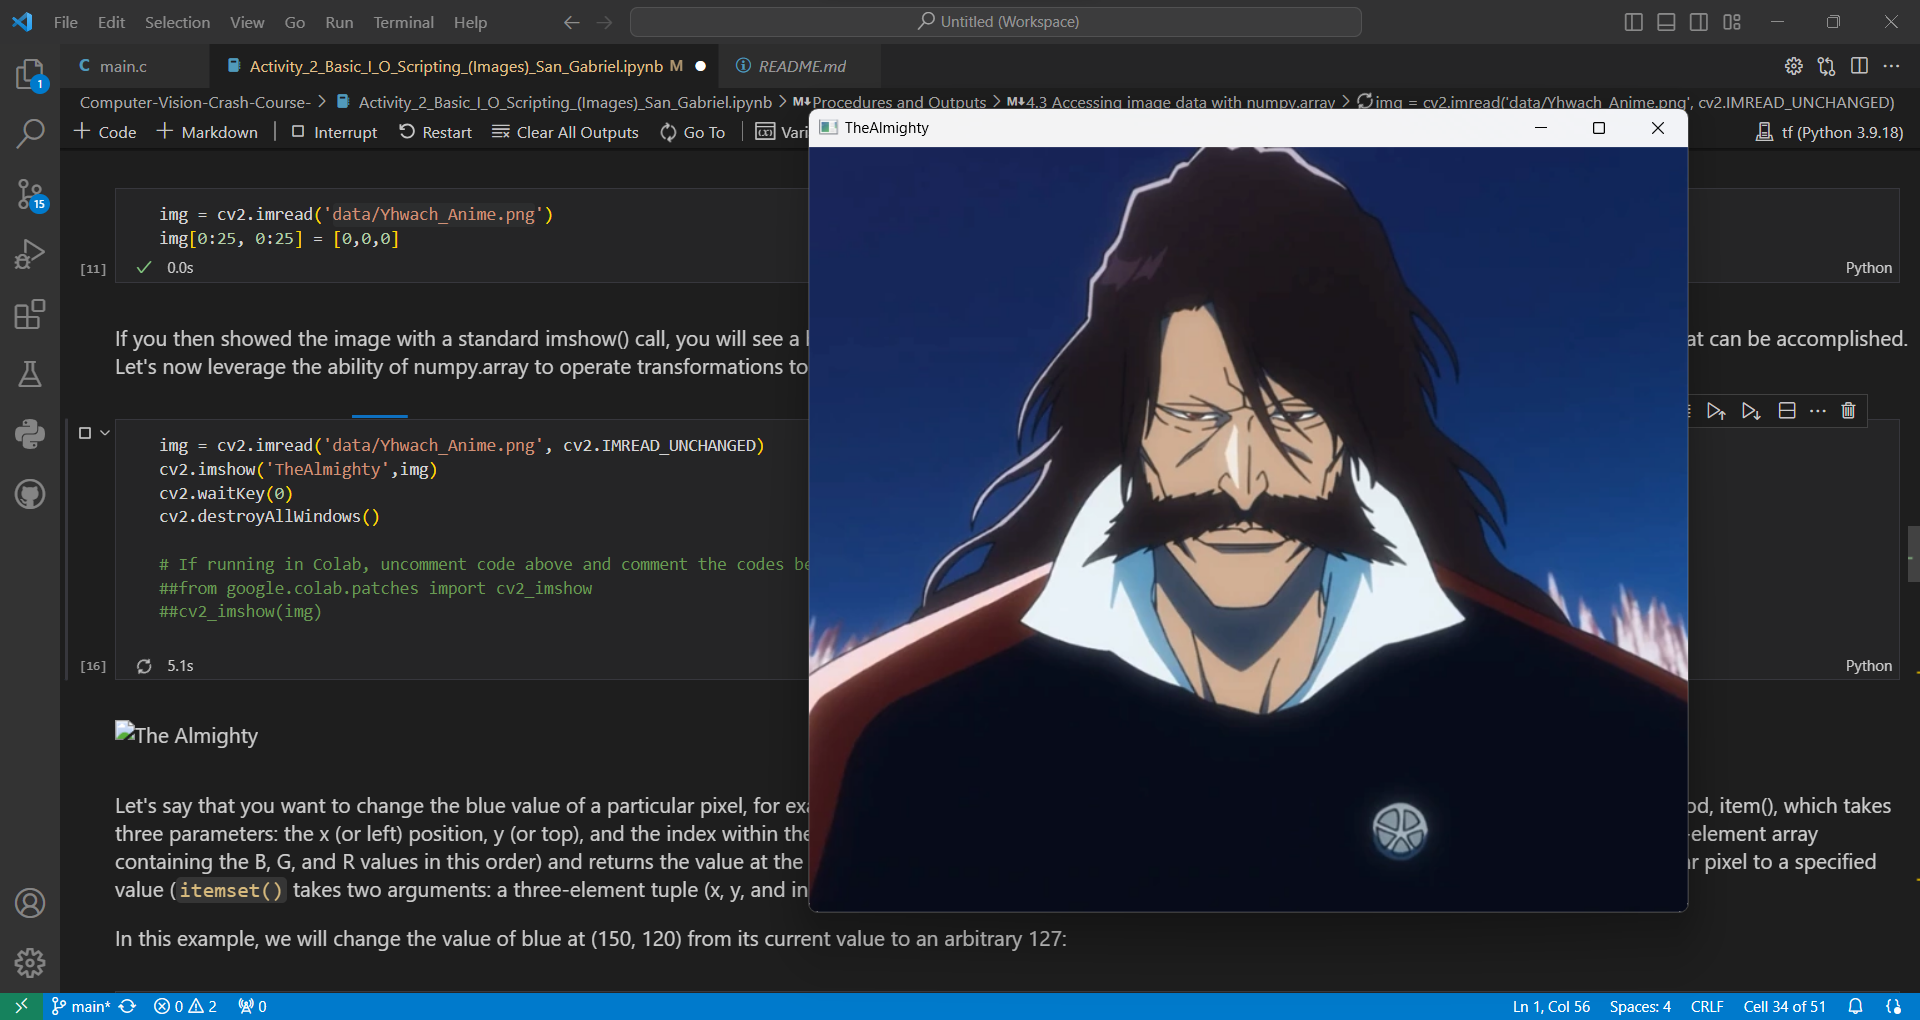 File Edit Selection View Go Run Terminal Help
Untitled (Workspace)
1
C main.c
Activity_2_Basic_I_O_Scripting_(Images)_San_Gabriel.ipynb M
README.md
Computer-Vision-Crash-Course- > Activity_2_Basic_I_O_Scripting_(Images)_San_Gabriel.ipynb > M↓Procedures and Outputs > M↓4.3 Accessing image data with numpy.array > img = cv2.imread('data/Yhwach_Anime.png', cv2.IMREAD_UNCHANGED)
+ Code + Markdown | Interrupt Restart Clear All Outputs Go To | Vari
tf (Python 3.9.18)
TheAlmighty
15
img = cv2.imread('data/Yhwach_Anime.png')
img[0:25, 0:25] = [0,0,0]
[11] 0.0s
Python
If you then showed the image with a standard imshow() call, you will see a
at can be accomplished.
Let's now leverage the ability of numpy.array to operate transformations to
img = cv2.imread('data/Yhwach_Anime.png', cv2.IMREAD_UNCHANGED)
cv2.imshow('TheAlmighty',img)
cv2.waitKey(0)
cv2.destroyAllWindows()
# If running in Colab, uncomment code above and comment the codes be
##from google.colab.patches import cv2_imshow
##cv2_imshow(img)
[16] 5.1s
Python
The Almighty
Let's say that you want to change the blue value of a particular pixel, for exa
od, item(), which takes
three parameters: the x (or left) position, y (or top), and the index within the
-element array
containing the B, G, and R values in this order) and returns the value at the
ar pixel to a specified
value (itemset() takes two arguments: a three-element tuple (x, y, and in
In this example, we will change the value of blue at (150, 120) from its current value to an arbitrary 127:
main* 0 2 0
Ln 1, Col 56 Spaces: 4 CRLF Cell 34 of 51